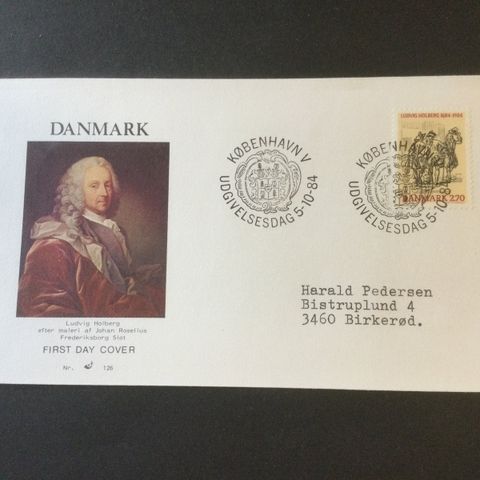 DANMARK
Ludvig Holberg
efter maleri af Johan Roselius
Frederiksborg Slot
FIRST DAY COVER
Nr. 126
KØBENHAVN V
UDGIVELSESDAG 5-10-84
KØBENHAVN V
UDGIVELSESDAG 5-10-84
LUDVIG HOLBERG 1684-1984
DANMARK 2.70
Harald Pedersen
Bistruplund 4
3460 Birkerød.